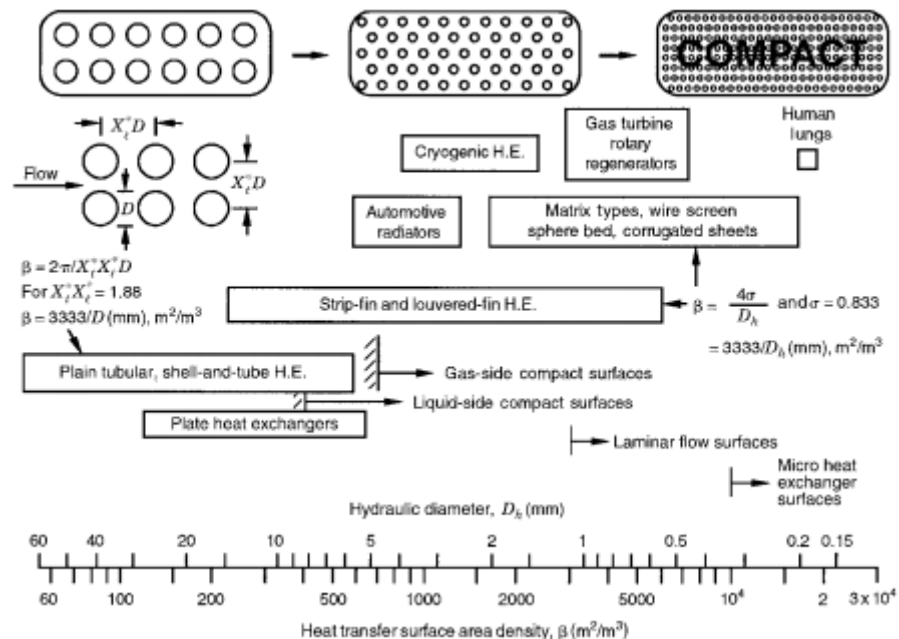 COMPACT
Human
lungs
Gas turbine
rotary
regenerators
Cryogenic H.E.
X*ℓD
Flow
X*tD
D
Automotive
radiators
Matrix types, wire screen
sphere bed, corrugated sheets
β = 2π/X*tX*ℓD
For X*tX*ℓ = 1.88
β = 3333/D (mm), m²/m³
Strip-fin and louvered-fin H.E.
β = 4σ/Dh and σ = 0.833
= 3333/Dh (mm), m²/m³
Plain tubular, shell-and-tube H.E.
Gas-side compact surfaces
Liquid-side compact surfaces
Plate heat exchangers
Laminar flow surfaces
Micro heat
exchanger
surfaces
Hydraulic diameter, Dh (mm)
60 40 20 10 5 2 1 0.5 0.2 0.15
60 100 200 500 1000 2000 5000 10⁴ 2 3x10⁴
Heat transfer surface area density, β (m²/m³)